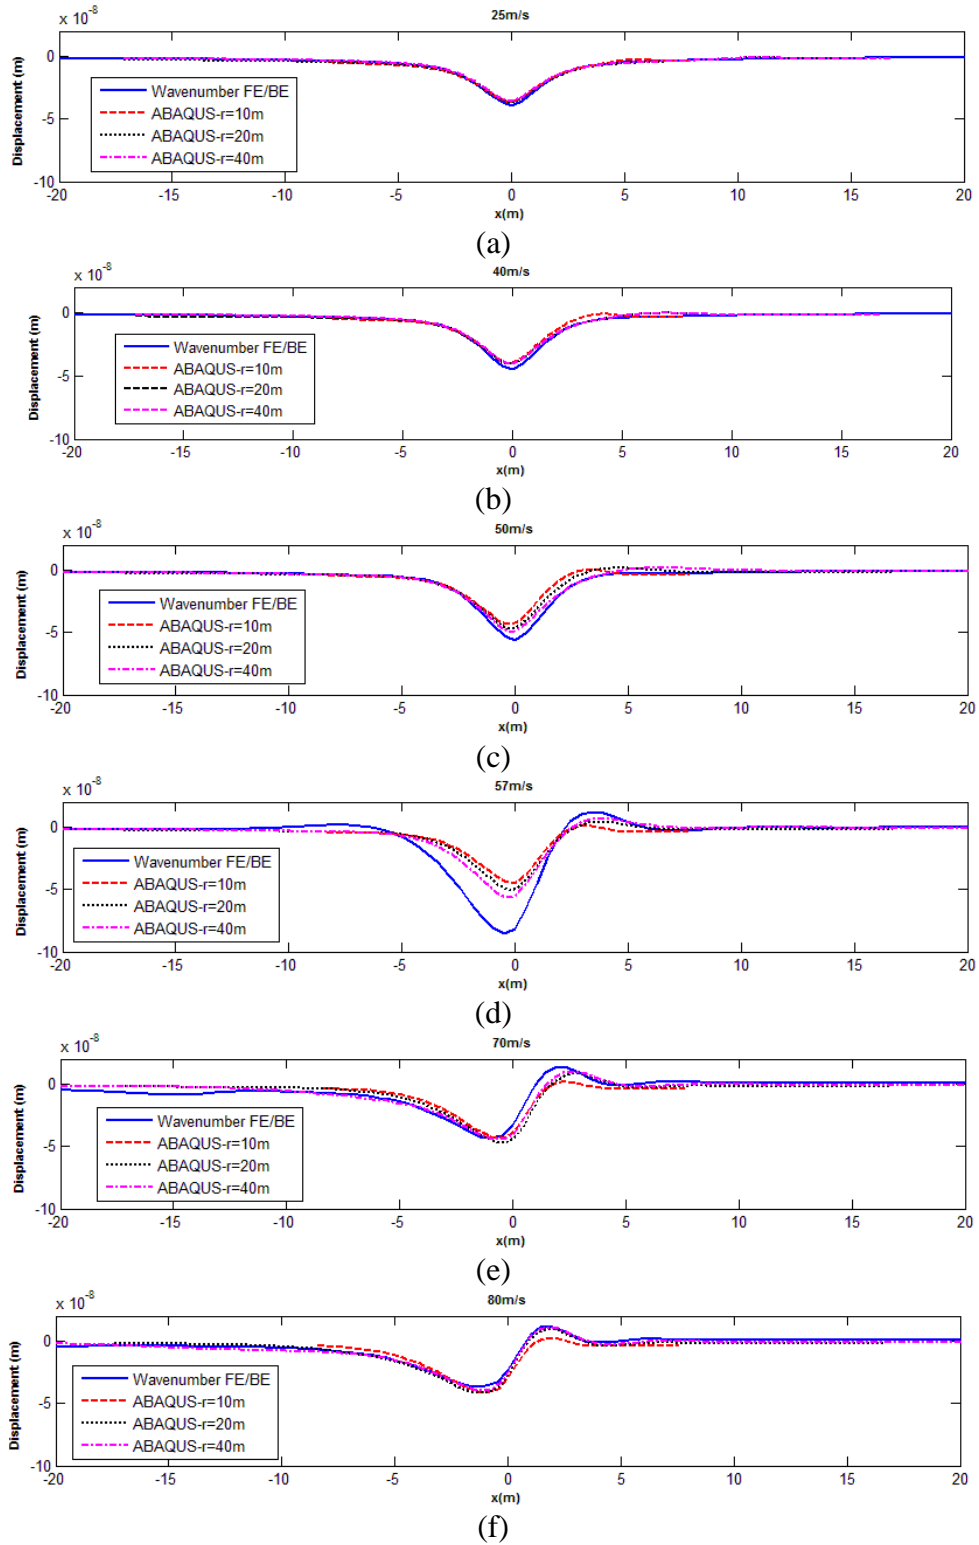 x 10-8
25m/s
Displacement (m)
0
-5
-10
Wavenumber FE/BE
ABAQUS-r=10m
ABAQUS-r=20m
ABAQUS-r=40m
-20 -15 -10 -5 0 5 10 15 20
x(m)
(a)
x 10-8
40m/s
Displacement (m)
0
-5
-10
Wavenumber FE/BE
ABAQUS-r=10m
ABAQUS-r=20m
ABAQUS-r=40m
-20 -15 -10 -5 0 5 10 15 20
x(m)
(b)
x 10-8
50m/s
Displacement (m)
0
-5
-10
Wavenumber FE/BE
ABAQUS-r=10m
ABAQUS-r=20m
ABAQUS-r=40m
-20 -15 -10 -5 0 5 10 15 20
x(m)
(c)
x 10-8
57m/s
Displacement (m)
0
-5
-10
Wavenumber FE/BE
ABAQUS-r=10m
ABAQUS-r=20m
ABAQUS-r=40m
-20 -15 -10 -5 0 5 10 15 20
x(m)
(d)
x 10-8
70m/s
Displacement (m)
0
-5
-10
Wavenumber FE/BE
ABAQUS-r=10m
ABAQUS-r=20m
ABAQUS-r=40m
-20 -15 -10 -5 0 5 10 15 20
x(m)
(e)
x 10-8
80m/s
Displacement (m)
0
-5
-10
Wavenumber FE/BE
ABAQUS-r=10m
ABAQUS-r=20m
ABAQUS-r=40m
-20 -15 -10 -5 0 5 10 15 20
x(m)
(f)